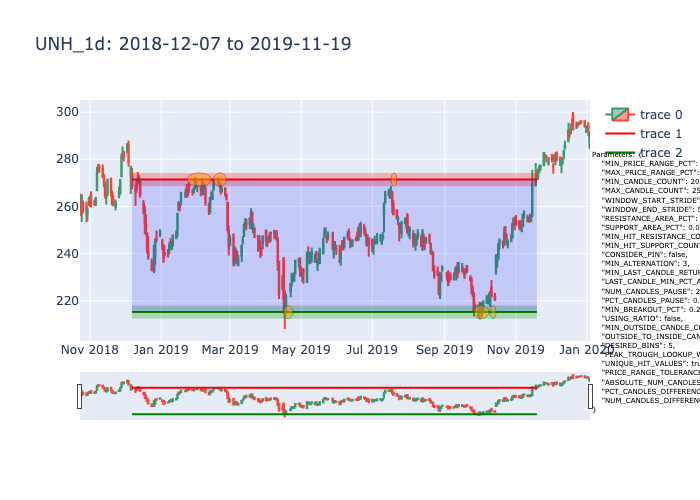 UNH_1d: 2018-12-07 to 2019-11-19
300
280
260
240
220
Nov 2018
Jan 2019
Mar 2019
May 2019
Jul 2019
Sep 2019
Nov 2019
Jan 2020
trace 0
trace 1
trace 2
Parameters: {
"MIN_PRICE_RANGE_PCT":
"MAX_PRICE_RANGE_PCT":
"MIN_CANDLE_COUNT": 20
"MAX_CANDLE_COUNT": 25
"WINDOW_START_STRIDE"
"WINDOW_END_STRIDE": 5
"RESISTANCE_AREA_PCT":
"SUPPORT_AREA_PCT": 0.0
"MIN_HIT_RESISTANCE_CO
"MIN_HIT_SUPPORT_COUNT
"CONSIDER_PIN": false,
"MIN_ALTERNATION": 3,
"MIN_LAST_CANDLE_RETUR
"LAST_CANDLE_MIN_PCT_A
"NUM_CANDLES_PAUSE": 2
"PCT_CANDLES_PAUSE": 0.
"MIN_BREAKOUT_PCT": 0.2
"USING_RATIO": false,
"MIN_OUTSIDE_CANDLE_CO
"OUTSIDE_TO_INSIDE_CAN
"DESIRED_BINS": 5,
"PEAK_TROUGH_LOOKUP_W
"UNIQUE_HIT_VALUES": tru
"PRICE_RANGE_TOLERANC
"ABSOLUTE_NUM_CANDLES
"PCT_CANDLES_DIFFERENC
"NUM_CANDLES_DIFFEREN
}